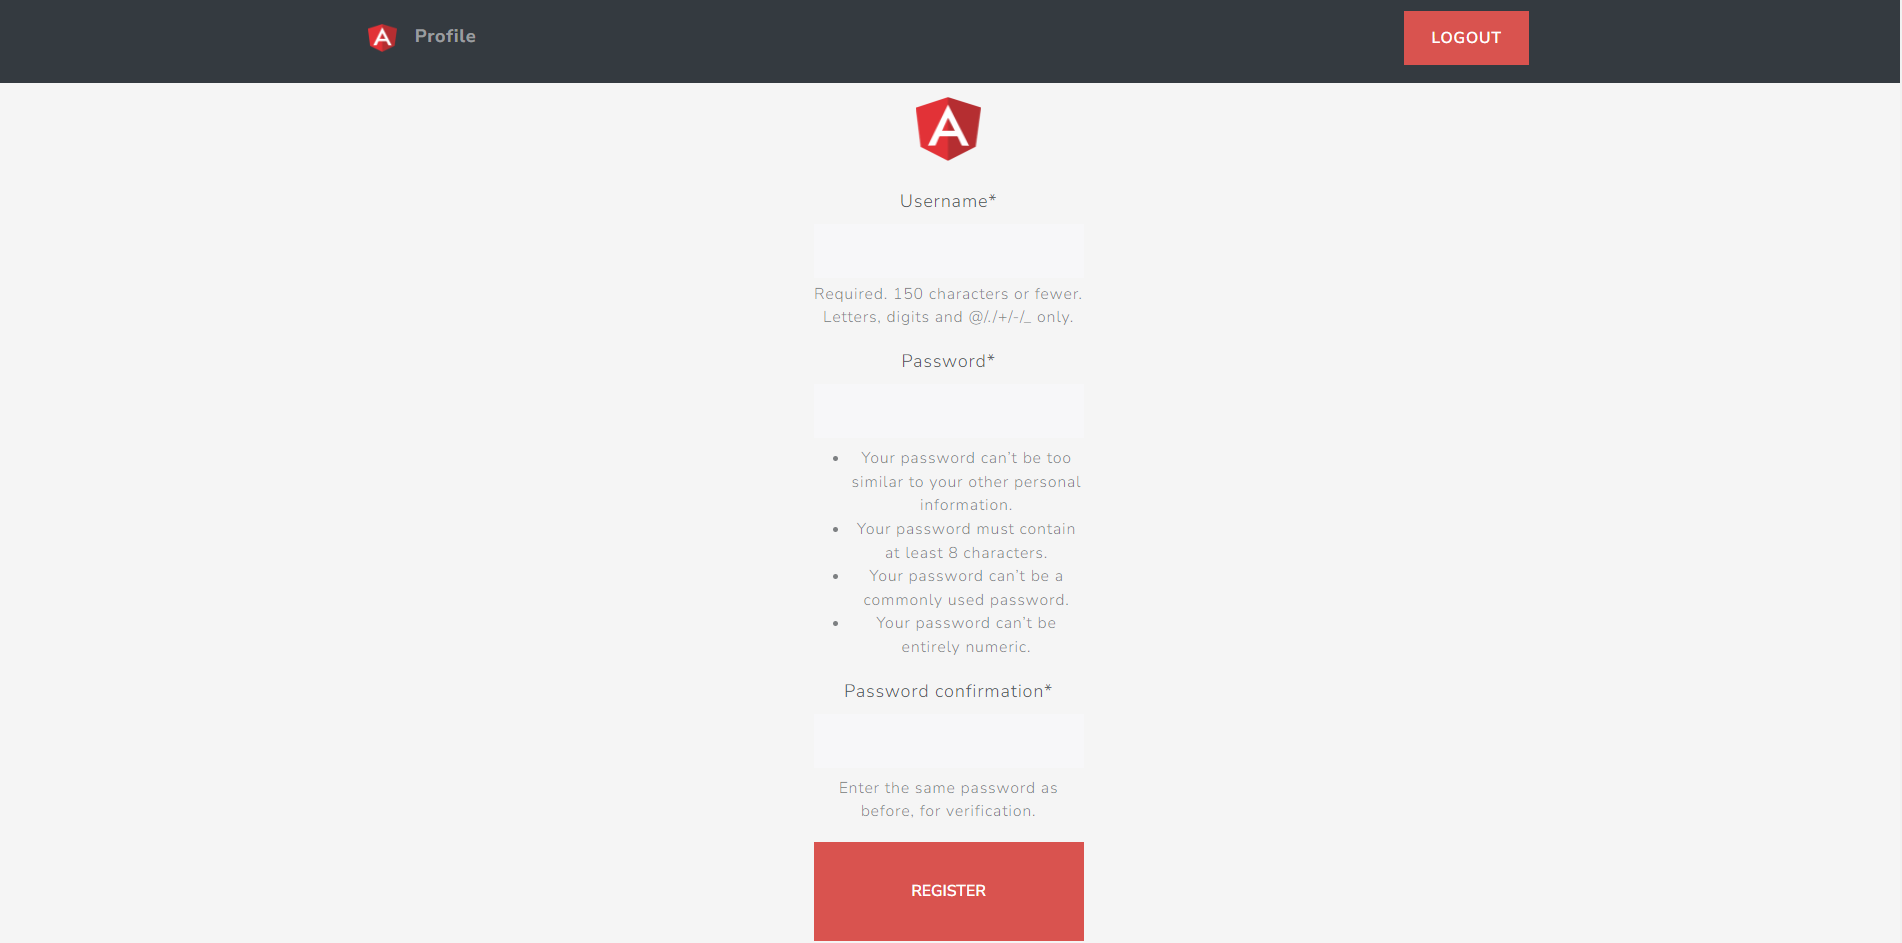 Profile
LOGOUT
Username*
Required. 150 characters or fewer.
Letters, digits and @/./+/-/_ only.
Password*
• Your password can’t be too
similar to your other personal
information.
• Your password must contain
at least 8 characters.
• Your password can’t be a
commonly used password.
• Your password can’t be
entirely numeric.
Password confirmation*
Enter the same password as
before, for verification.
REGISTER